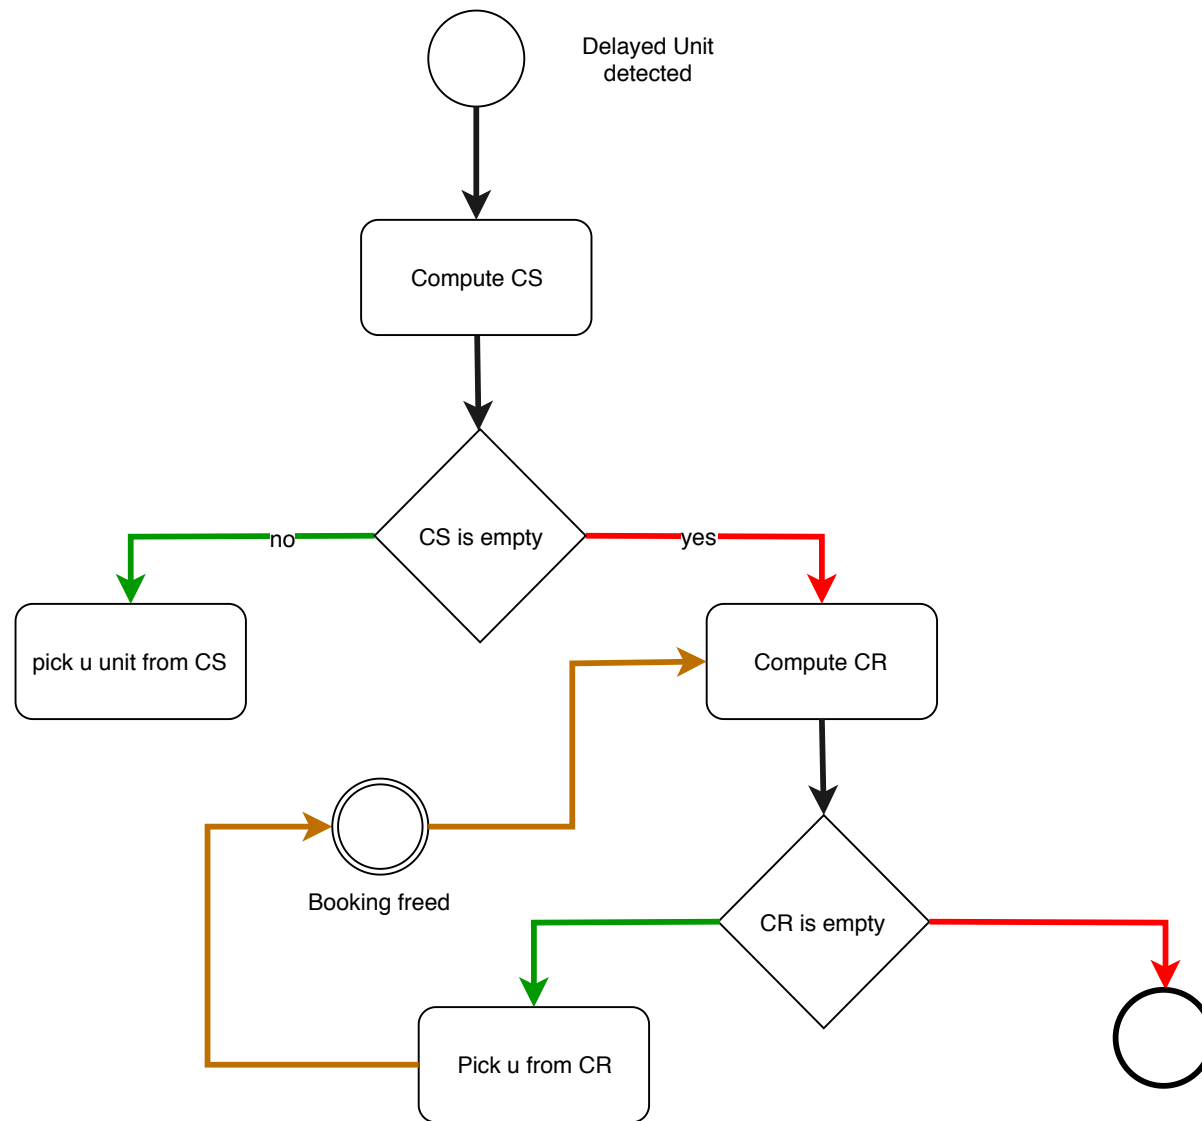 Delayed Unit
detected
Compute CS
CS is empty
no
yes
pick u unit from CS
Compute CR
Booking freed
CR is empty
Pick u from CR